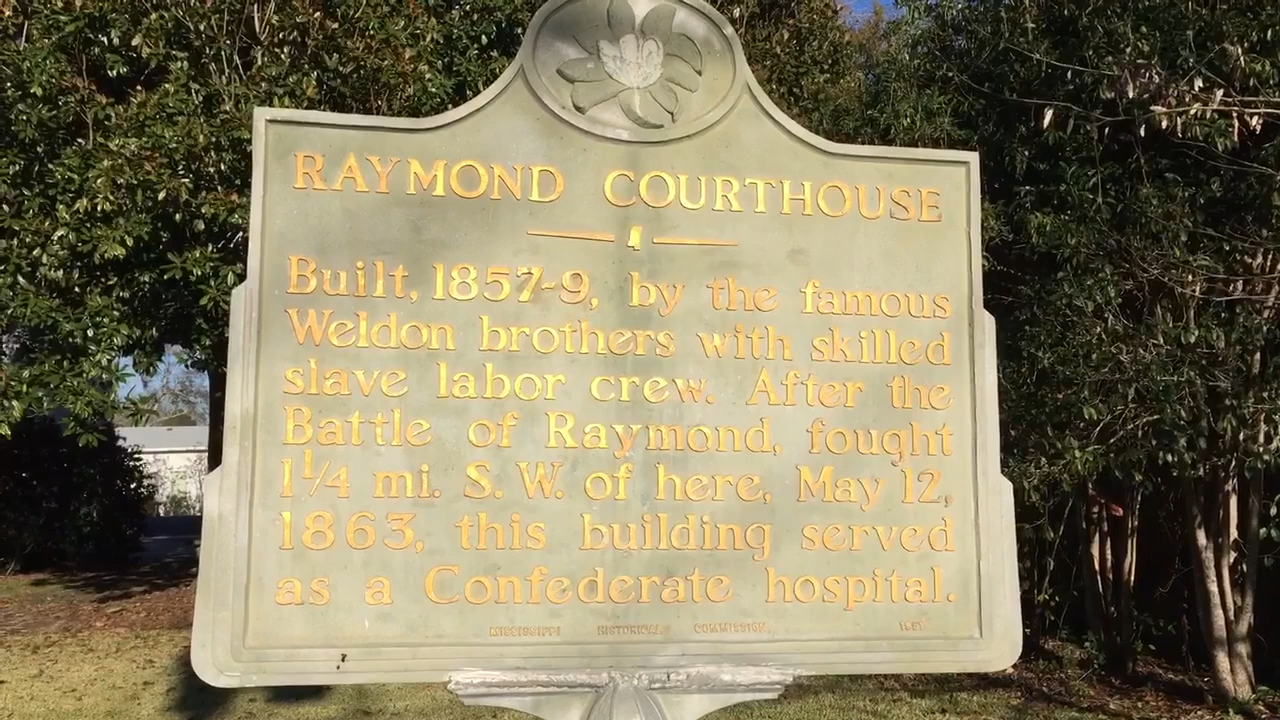 RAYMOND COURTHOUSE
Built, 1857-9, by the famous
Weldon brothers with skilled
slave labor crew. After the
Battle of Raymond, fought
1¼ mi. S. W. of here, May 12,
1863, this building served
as a Confederate hospital.
MISSISSIPPI HISTORICAL COMMISSION,